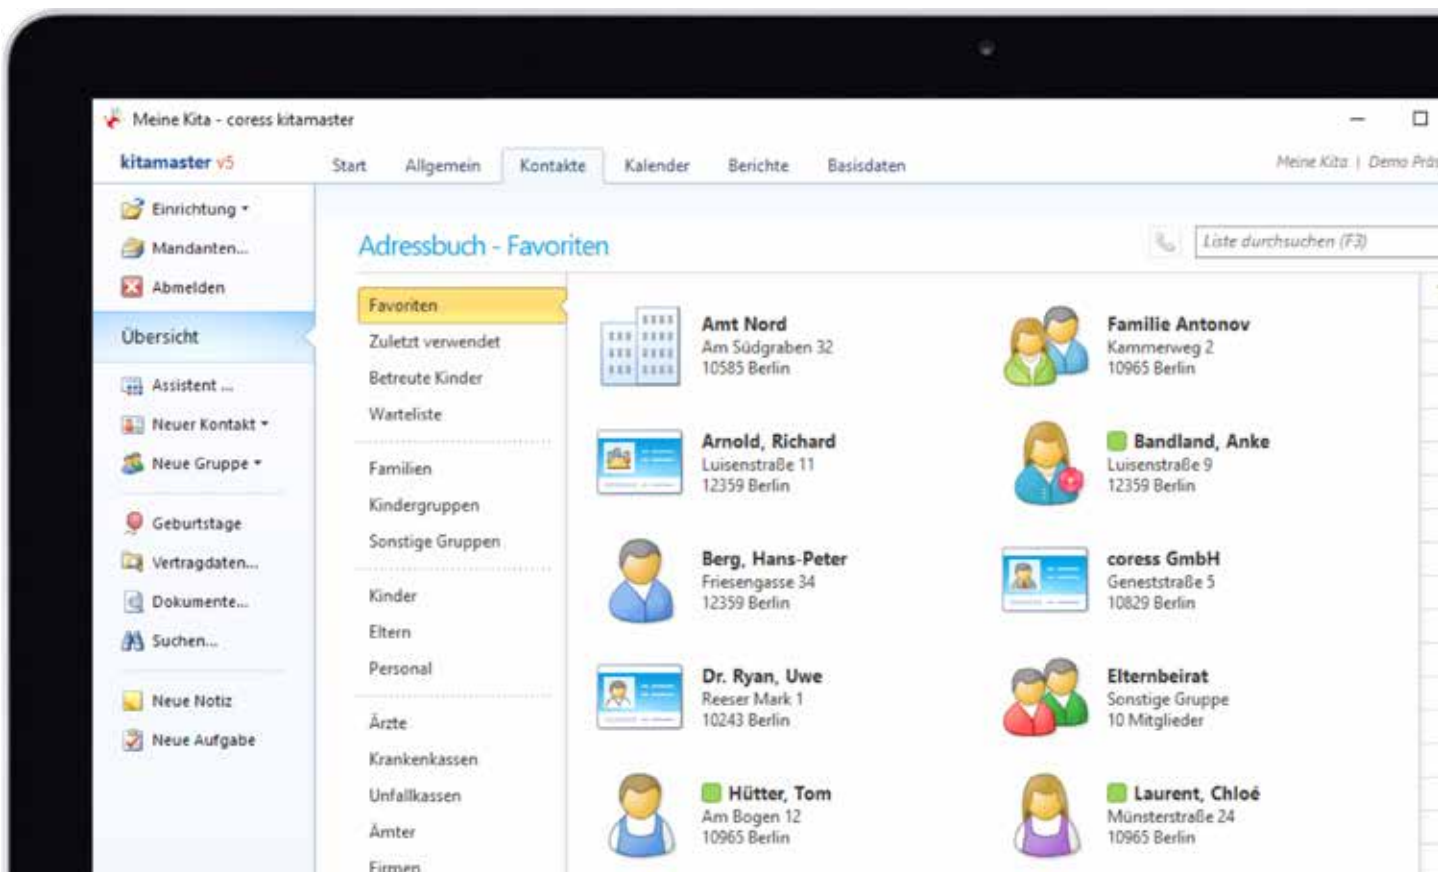 Meine Kita - coress kitamaster
kitamaster v5
Start Allgemein Kontakte Kalender Berichte Basisdaten
Meine Kita | Demo
Einrichtung
Mandanten...
Abmelden
Übersicht
Assistent ...
Neuer Kontakt
Neue Gruppe
Geburtstage
Vertragdaten...
Dokumente...
Suchen...
Neue Notiz
Neue Aufgabe
Adressbuch - Favoriten
Liste durchsuchen (F3)
Favoriten
Zuletzt verwendet
Betreute Kinder
Warteliste
Familien
Kindergruppen
Sonstige Gruppen
Kinder
Eltern
Personal
Ärzte
Krankenkassen
Unfallkassen
Ämter
Firmen
Amt Nord
Am Südgraben 32
10585 Berlin
Familie Antonov
Kammerweg 2
10965 Berlin
Arnold, Richard
Luisenstraße 11
12359 Berlin
Bandland, Anke
Luisenstraße 9
12359 Berlin
Berg, Hans-Peter
Friesengasse 34
12359 Berlin
coress GmbH
Geneststraße 5
10829 Berlin
Dr. Ryan, Uwe
Reeser Mark 1
10243 Berlin
Elternbeirat
Sonstige Gruppe
10 Mitglieder
Hütter, Tom
Am Bogen 12
10965 Berlin
Laurent, Chloé
Münsterstraße 24
10965 Berlin